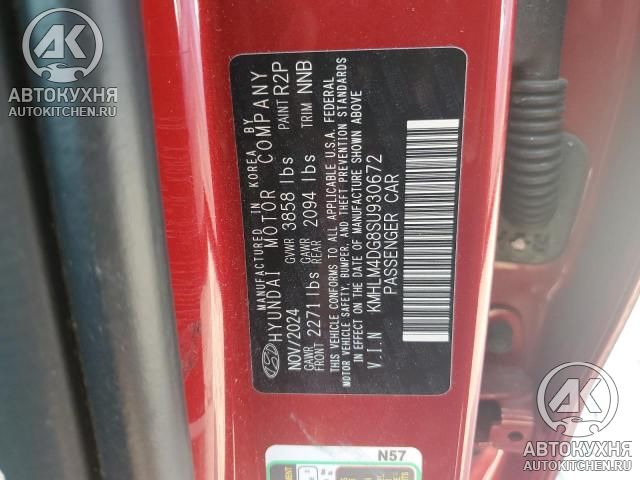 MANUFACTURED IN KOREA BY
HYUNDAI MOTOR COMPANY
NOV/2024 GVWR 3858 lbs PAINT R2P
GAWR FRONT 2271 lbs GAWR REAR 2094 lbs TRIM NNB
THIS VEHICLE CONFORMS TO ALL APPLICABLE U.S.A. FEDERAL
MOTOR VEHICLE SAFETY, BUMPER, AND THEFT PREVENTION STANDARDS
IN EFFECT ON THE DATE OF MANUFACTURE SHOWN ABOVE
V.I.N KMHLM4DG8SU930672
PASSENGER CAR
N57
АК
АВТОКУХНЯ
AUTOKITCHEN.RU
АК
АВТОКУХНЯ
AUTOKITCHEN.RU